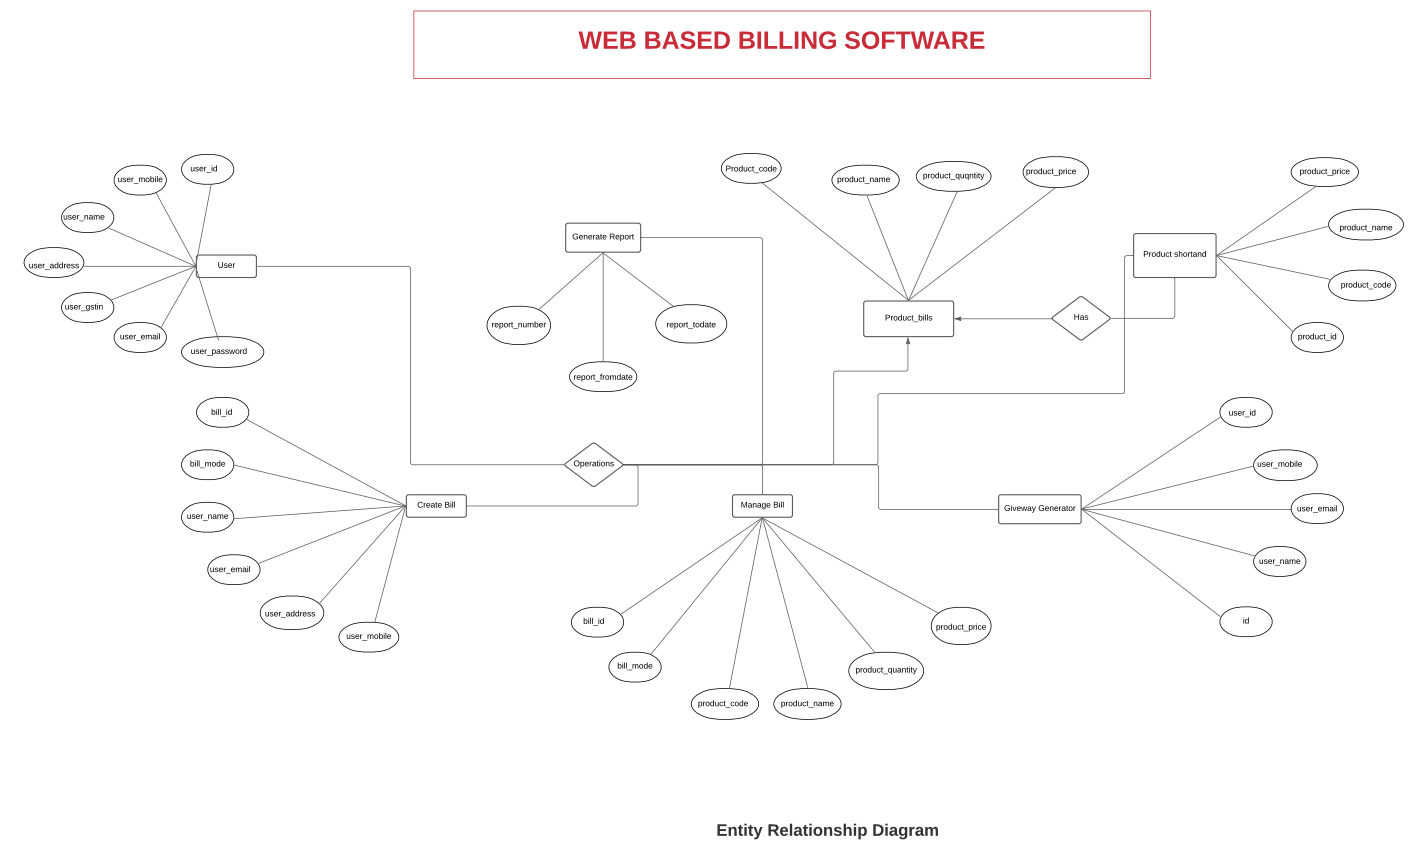 WEB BASED BILLING SOFTWARE
user_id
user_mobile
user_name
user_address
user_gstin
user_email
user_password
User
Generate Report
report_number
report_fromdate
report_todate
Product_code
product_name
product_quqntity
product_price
Product_bills
Has
Product shortand
product_price
product_name
product_code
product_id
Operations
bill_id
bill_mode
user_name
user_email
user_address
user_mobile
Create Bill
Manage Bill
bill_id
bill_mode
product_code
product_name
product_quantity
product_price
Giveway Generator
user_id
user_mobile
user_email
user_name
id
Entity Relationship Diagram